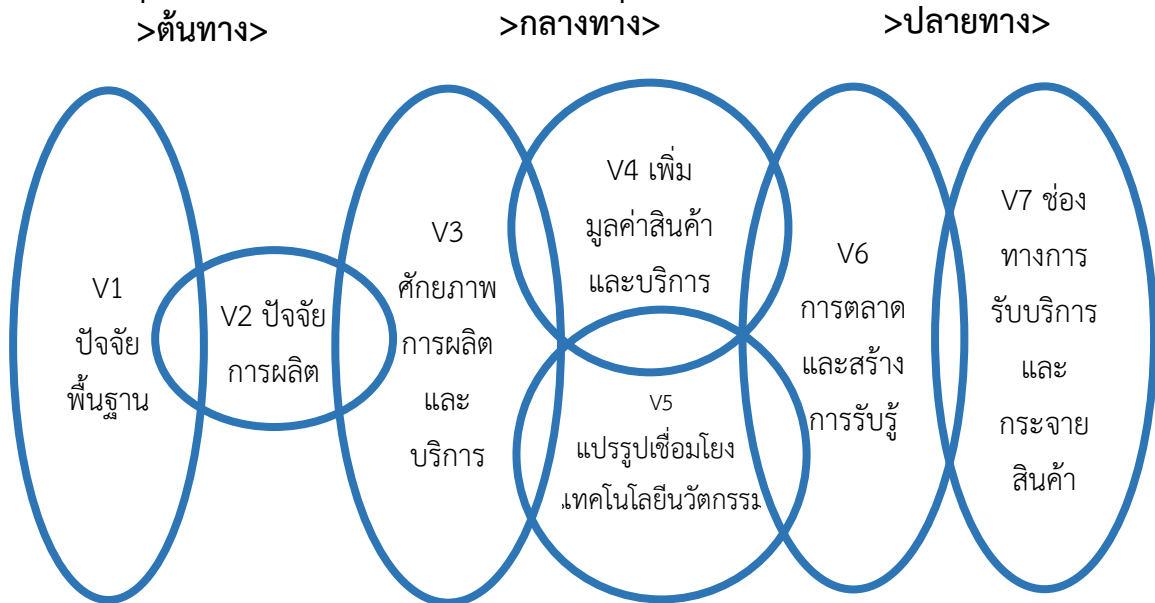 >ต้นทาง>
>กลางทาง>
>ปลายทาง>
V1
ปัจจัย
พื้นฐาน
V2 ปัจจัย
การผลิต
V3
ศักยภาพ
การผลิต
และ
บริการ
V4 เพิ่ม
มูลค่าสินค้า
และบริการ
V5
แปรรูปเชื่อมโยง
เทคโนโลยีนวัตกรรม
V6
การตลาด
และสร้าง
การรับรู้
V7 ช่อง
ทางการ
รับบริการ
และ
กระจาย
สินค้า